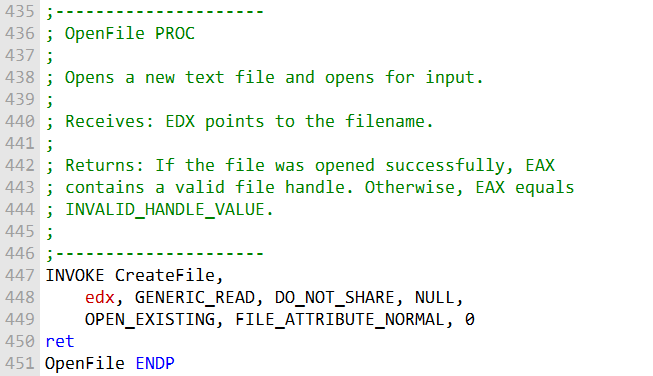 435 ;---------------------
436 ; OpenFile PROC
437 ;
438 ; Opens a new text file and opens for input.
439 ;
440 ; Receives: EDX points to the filename.
441 ;
442 ; Returns: If the file was opened successfully, EAX
443 ; contains a valid file handle. Otherwise, EAX equals
444 ; INVALID_HANDLE_VALUE.
445 ;
446 ;---------------------
447 INVOKE CreateFile,
448     edx, GENERIC_READ, DO_NOT_SHARE, NULL,
449     OPEN_EXISTING, FILE_ATTRIBUTE_NORMAL, 0
450 ret
451 OpenFile ENDP